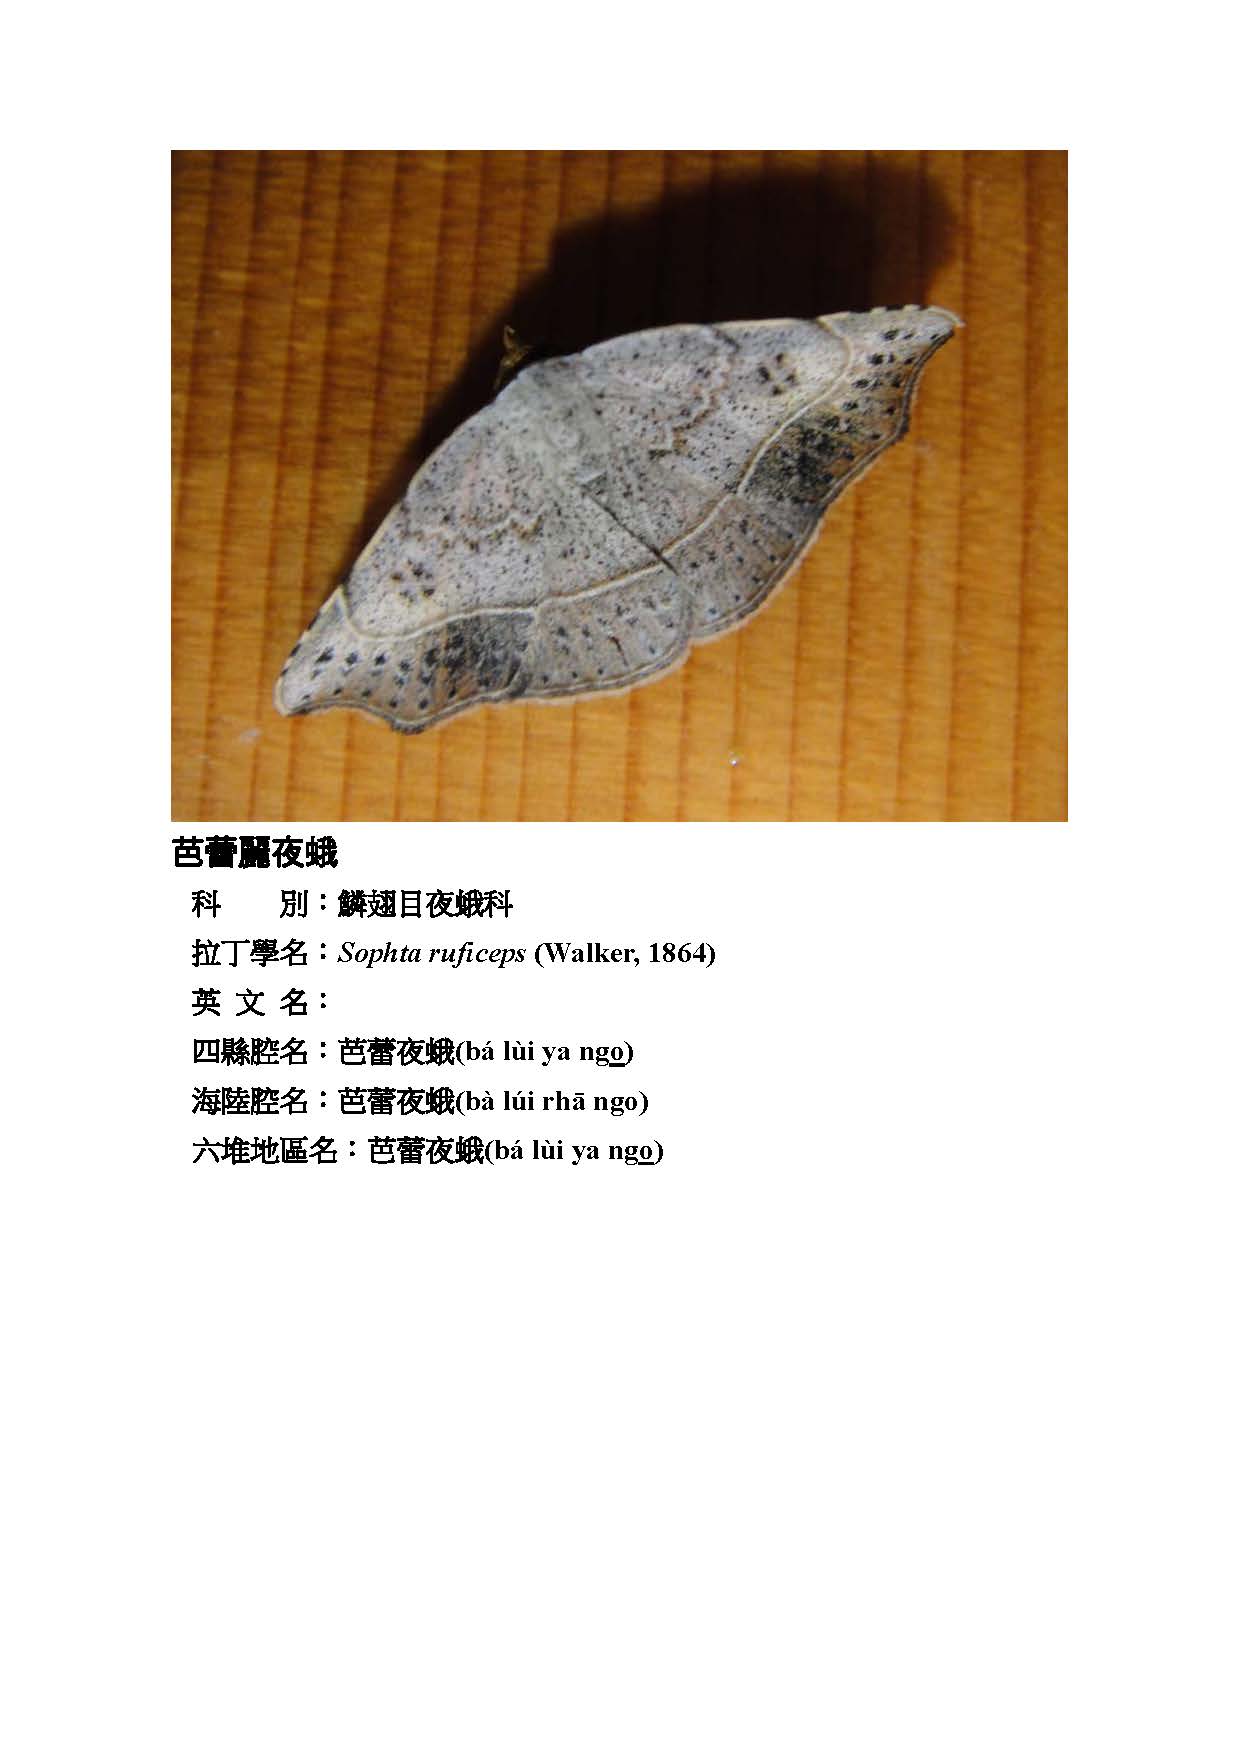 芭蕾麗夜蛾
科　　別：鱗翅目夜蛾科
拉丁學名：Sophta ruficeps (Walker, 1864)
英 文 名：
四縣腔名：芭蕾夜蛾(bá lùi ya ngo)
海陸腔名：芭蕾夜蛾(bà lúi rhā ngo)
六堆地區名：芭蕾夜蛾(bá lùi ya ngo)